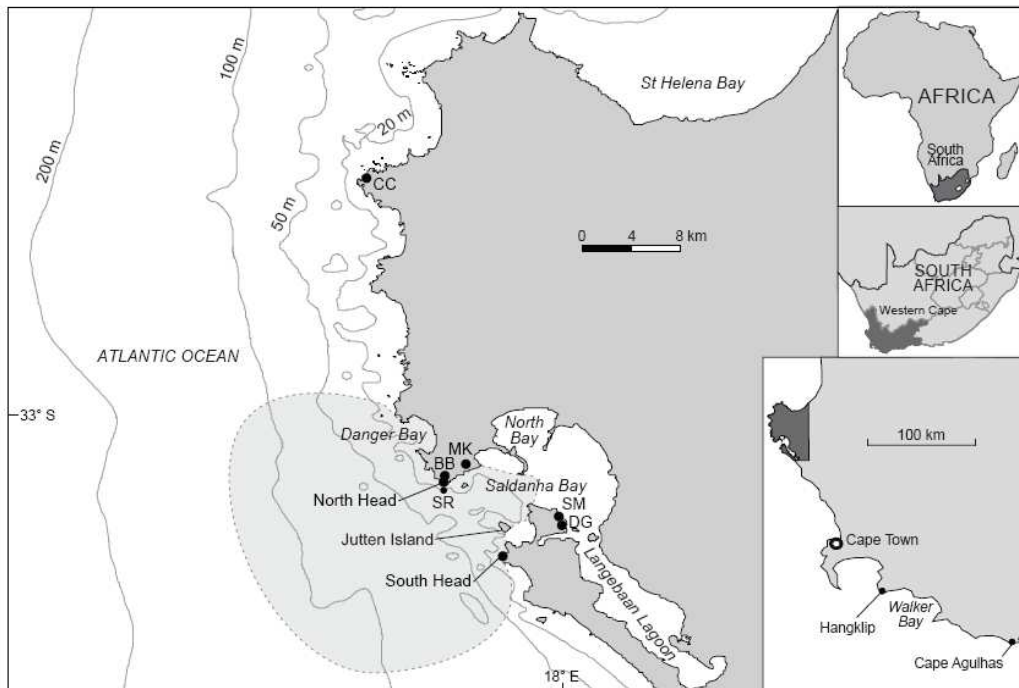 200 m
100 m
50 m
20 m
St Helena Bay
CC
0 4 8 km
ATLANTIC OCEAN
33° S
Danger Bay
North
Bay
MK
BB
North Head
SR
Saldanha Bay
SM
DG
Jutten Island
South Head
Langebaan Lagoon
18° E
AFRICA
South
Africa
SOUTH
AFRICA
Western Cape
100 km
Cape Town
Hangklip
Walker
Bay
Cape Agulhas